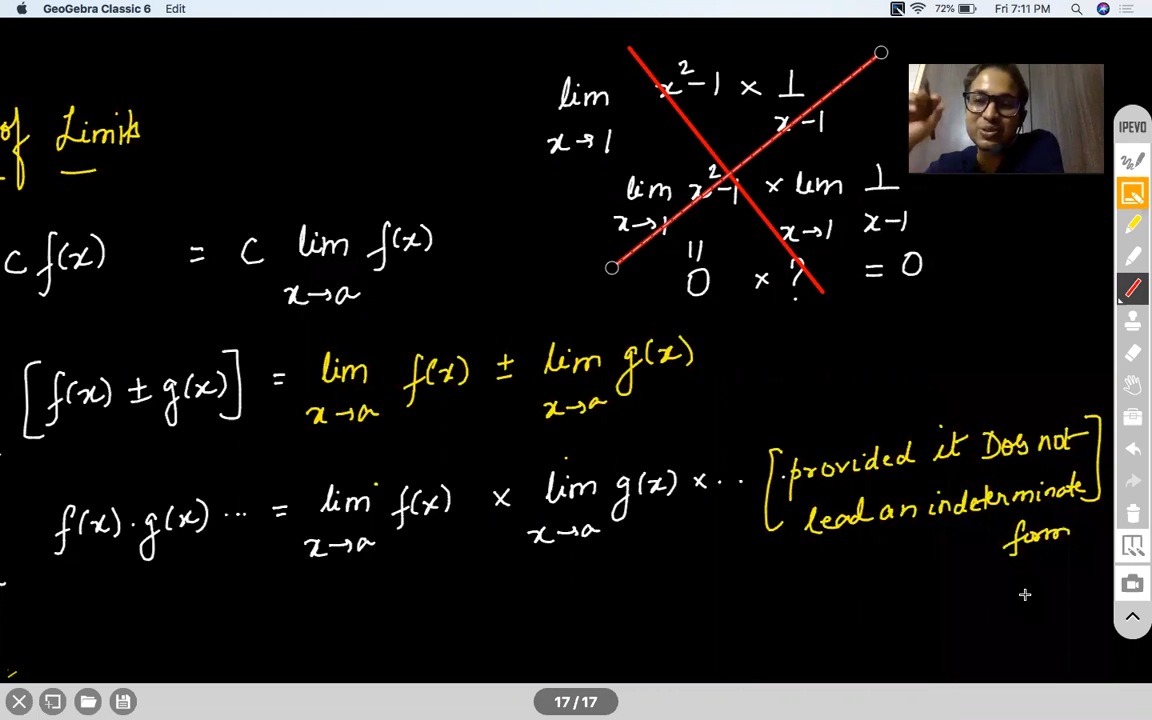 GeoGebra Classic 6 Edit 72% Fri 7:11 PM
of Limits
lim x→1 x²-1 × 1/x-1
lim x→1 x²-1 × lim x→1 1/x-1
||
0 × ? = 0
c f(x) = c lim x→a f(x)
[f(x) ± g(x)] = lim x→a f(x) ± lim x→a g(x)
f(x)·g(x) ... = lim x→a f(x) × lim x→a g(x) × ..
[provided it Does not
lead an indeterminate]
form
IPEVO
17/17